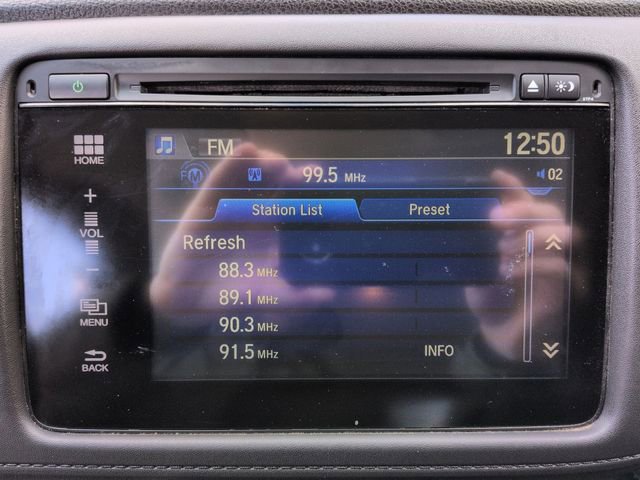 FM 12:50
HOME
FM 99.5 MHz 02
+
VOL
−
Station List Preset
Refresh
88.3 MHz
89.1 MHz
90.3 MHz
91.5 MHz INFO
MENU
BACK